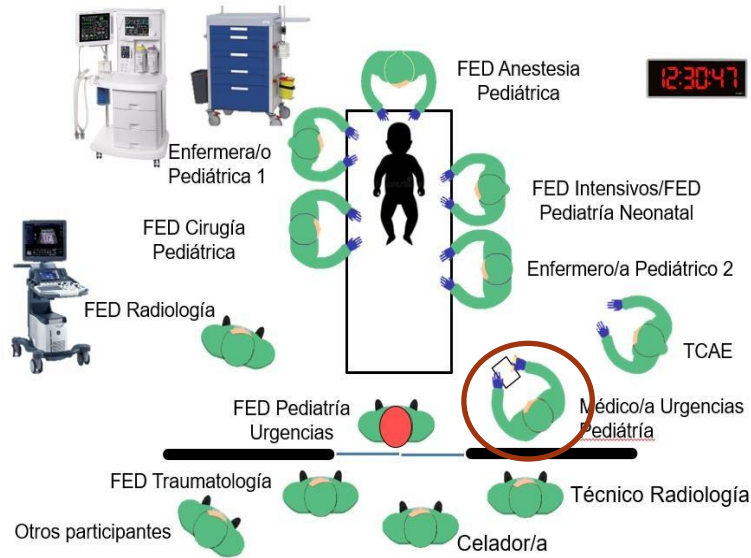 FED Anestesia
Pediátrica
12:30:47
Enfermera/o
Pediátrica 1
FED Intensivos/FED
Pediatría Neonatal
FED Cirugía
Pediátrica
Enfermero/a Pediátrico 2
FED Radiología
TCAE
FED Pediatría
Urgencias
Médico/a Urgencias
Pediátría
FED Traumatología
Técnico Radiología
Otros participantes
Celador/a